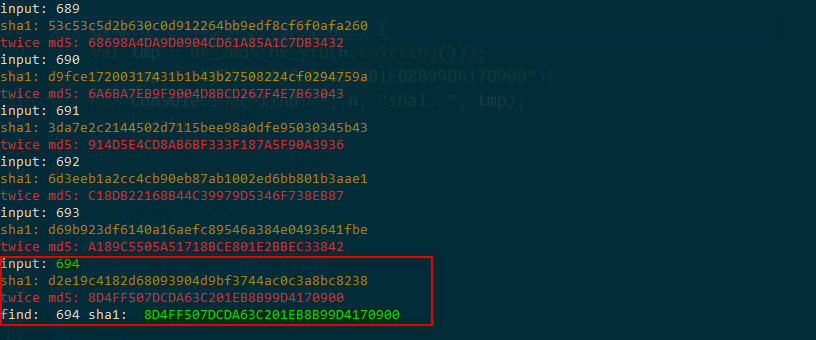 input: 689
sha1: 53c53c5d2b630c0d912264bb9edf8cf6f0afa260
twice md5: 68698A4DA9D0904CD61A85A1C7DB3432
input: 690
sha1: d9fce17200317431b1b43b27508224cf0294759a
twice md5: 6A6BA7EB9F9004D8BCD267F4E7B63043
input: 691
sha1: 3da7e2c2144502d7115bee98a0dfe95030345b43
twice md5: 914D5E4CD8AB6BF333F187A5F90A3936
input: 692
sha1: 6d3eeb1a2cc4cb90eb87ab1002ed6bb801b3aae1
twice md5: C18DB22168B44C39979D5346F738EB87
input: 693
sha1: d69b923df6140a16aefc89546a384e0493641fbe
twice md5: A189C5505A51718BCE801E2BBEC33842
input: 694
sha1: d2e19c4182d68093904d9bf3744ac0c3a8bc8238
twice md5: 8D4FF507DCDA63C201EB8B99D4170900
find: 694 sha1: 8D4FF507DCDA63C201EB8B99D4170900